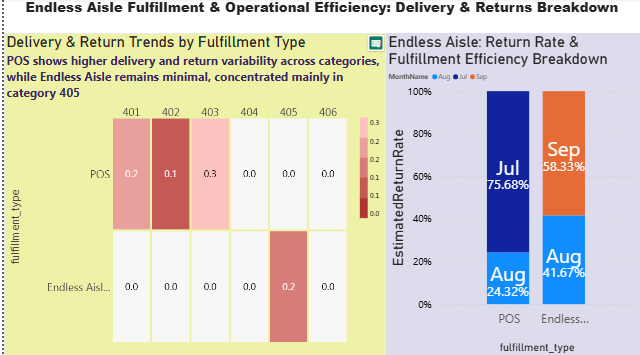 Endless Aisle Fulfillment & Operational Efficiency: Delivery & Returns Breakdown
Delivery & Return Trends by Fulfillment Type
POS shows higher delivery and return variability across categories,
while Endless Aisle remains minimal, concentrated mainly in
category 405
401 402 403 404 405 406
fulfillment_type
POS 0.2 0.1 0.3 0.0 0.0 0.0
Endless Aisl... 0.0 0.0 0.0 0.0 0.2 0.0
0.3
0.2
0.2
0.1
0.1
0.0
Endless Aisle: Return Rate &
Fulfillment Efficiency Breakdown
MonthName Aug Jul Sep
EstimatedReturnRate
100%
80%
60%
40%
20%
0%
Jul
75.68%
Aug
24.32%
Sep
58.33%
Aug
41.67%
POS Endless...
fulfillment_type